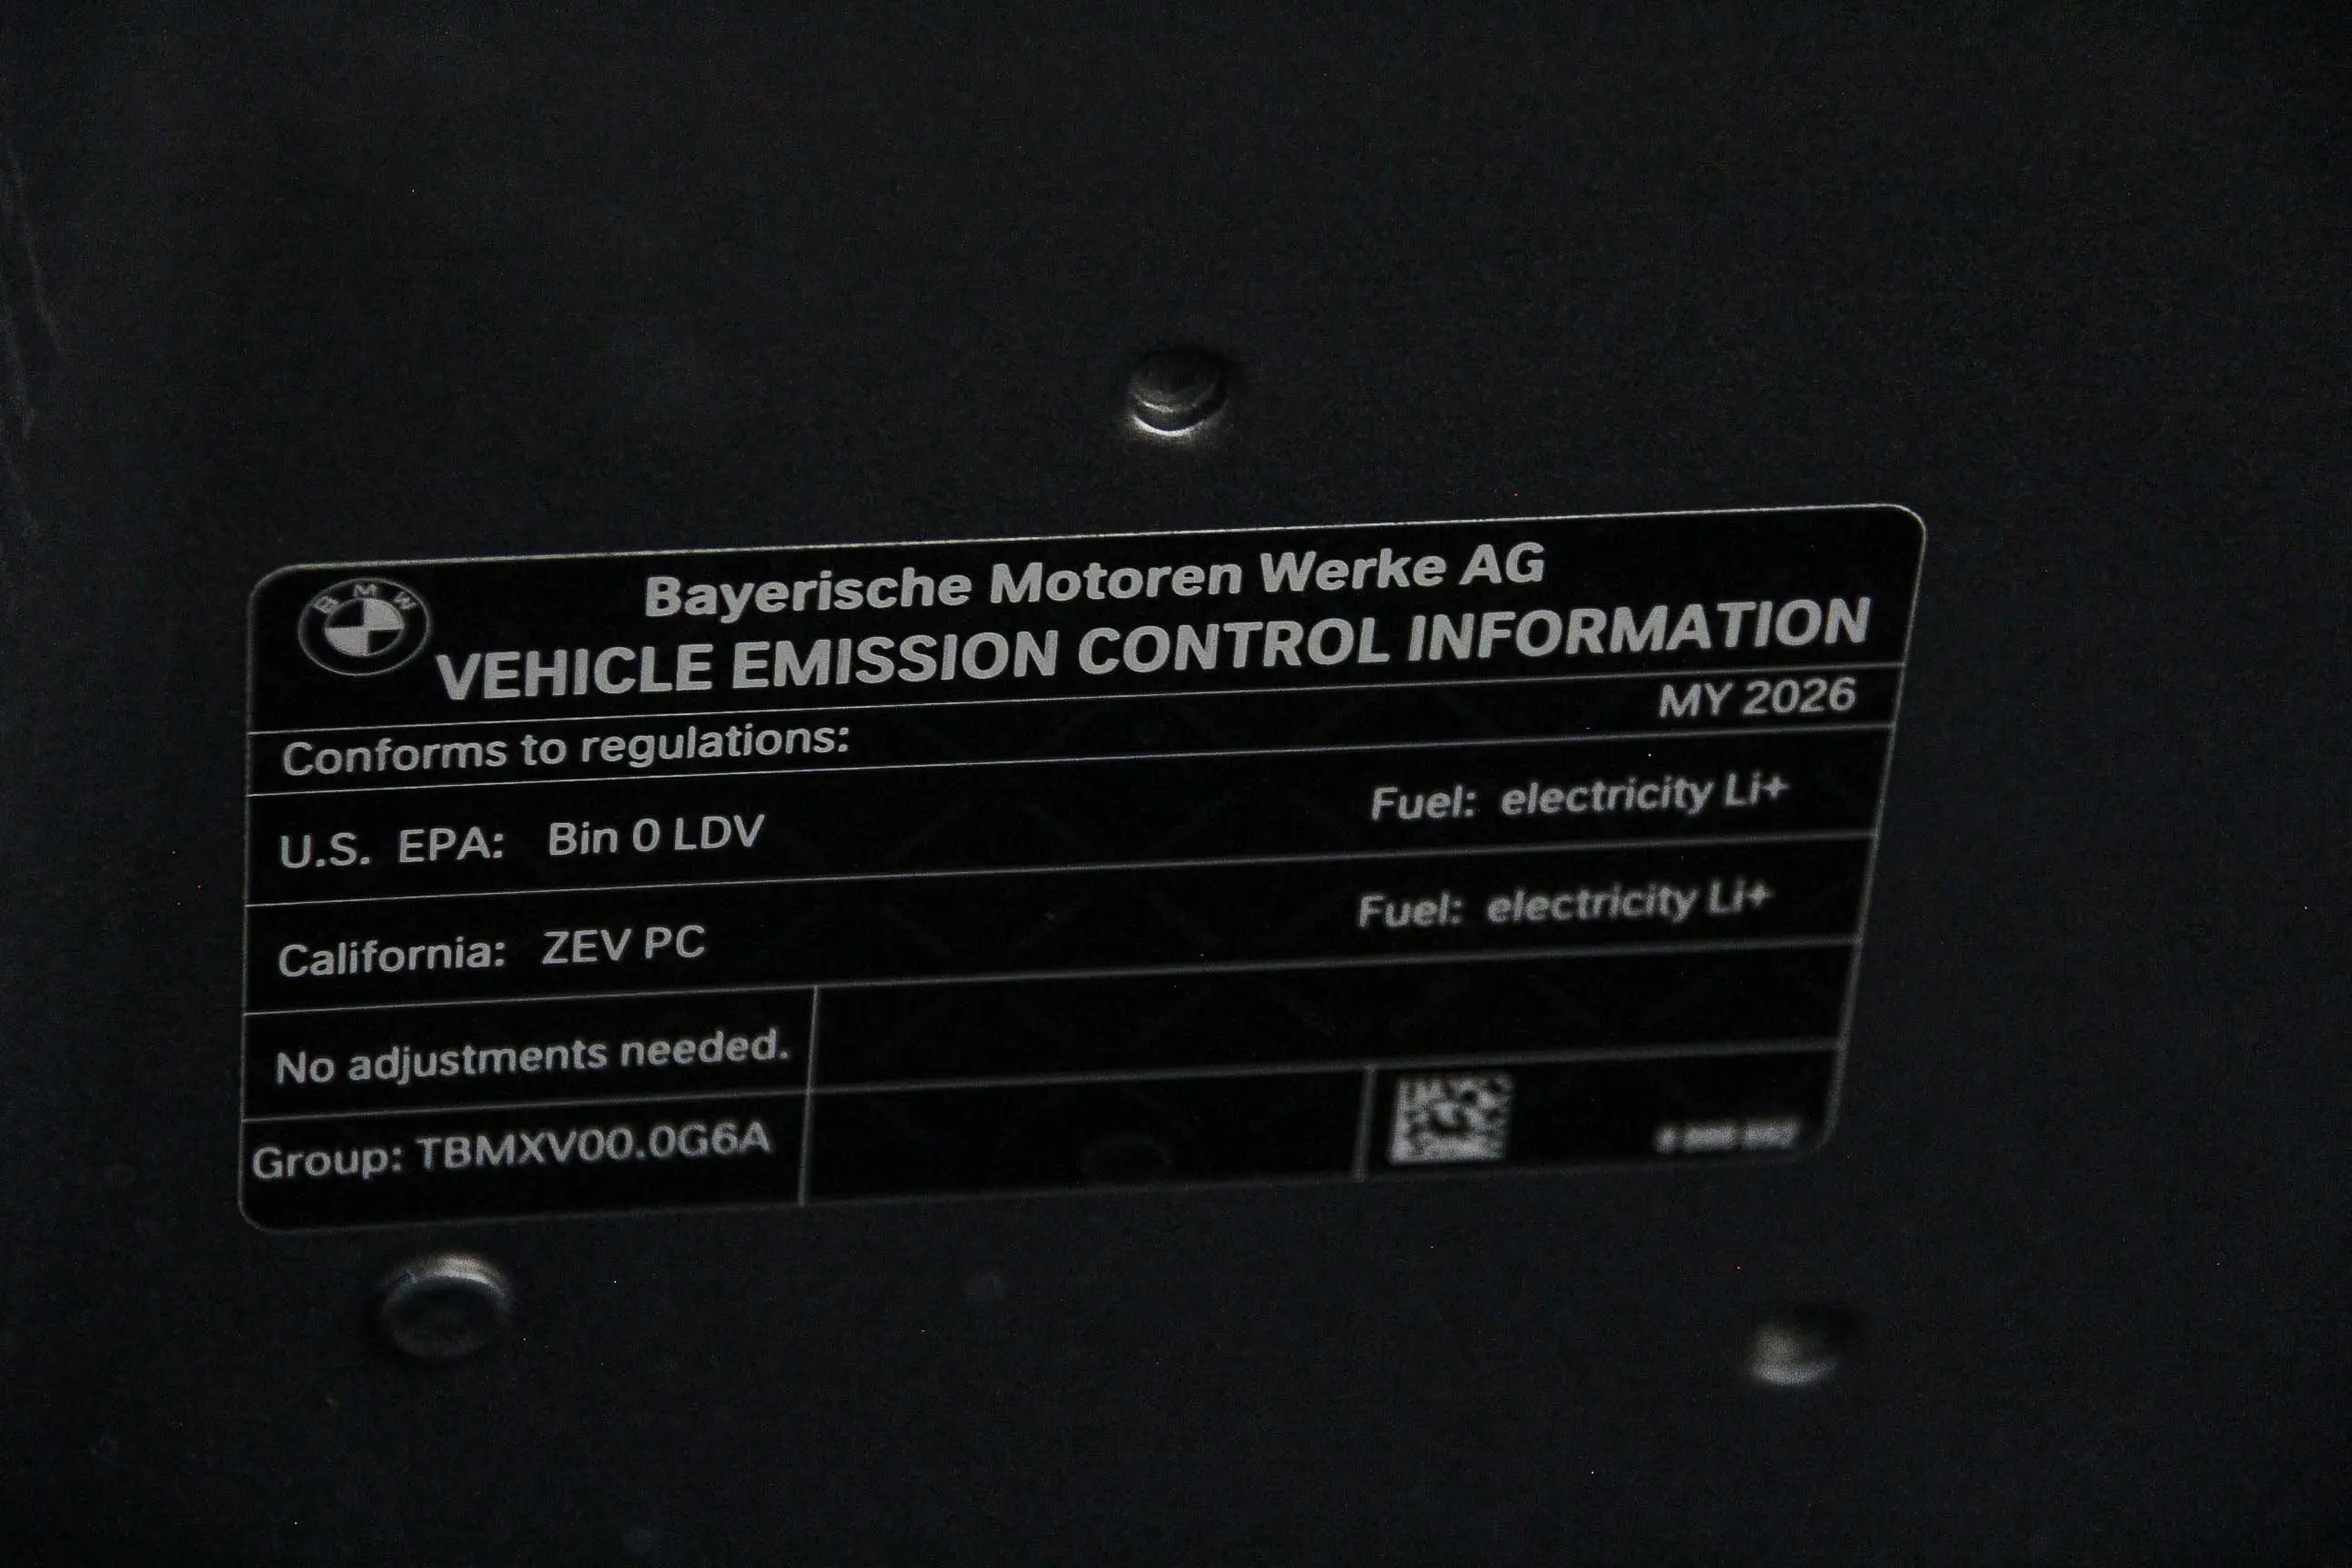 BMW
Bayerische Motoren Werke AG
VEHICLE EMISSION CONTROL INFORMATION
MY 2026
Conforms to regulations:
U.S. EPA: Bin 0 LDV Fuel: electricity Li+
California: ZEV PC Fuel: electricity Li+
No adjustments needed.
Group: TBMXV00.0G6A